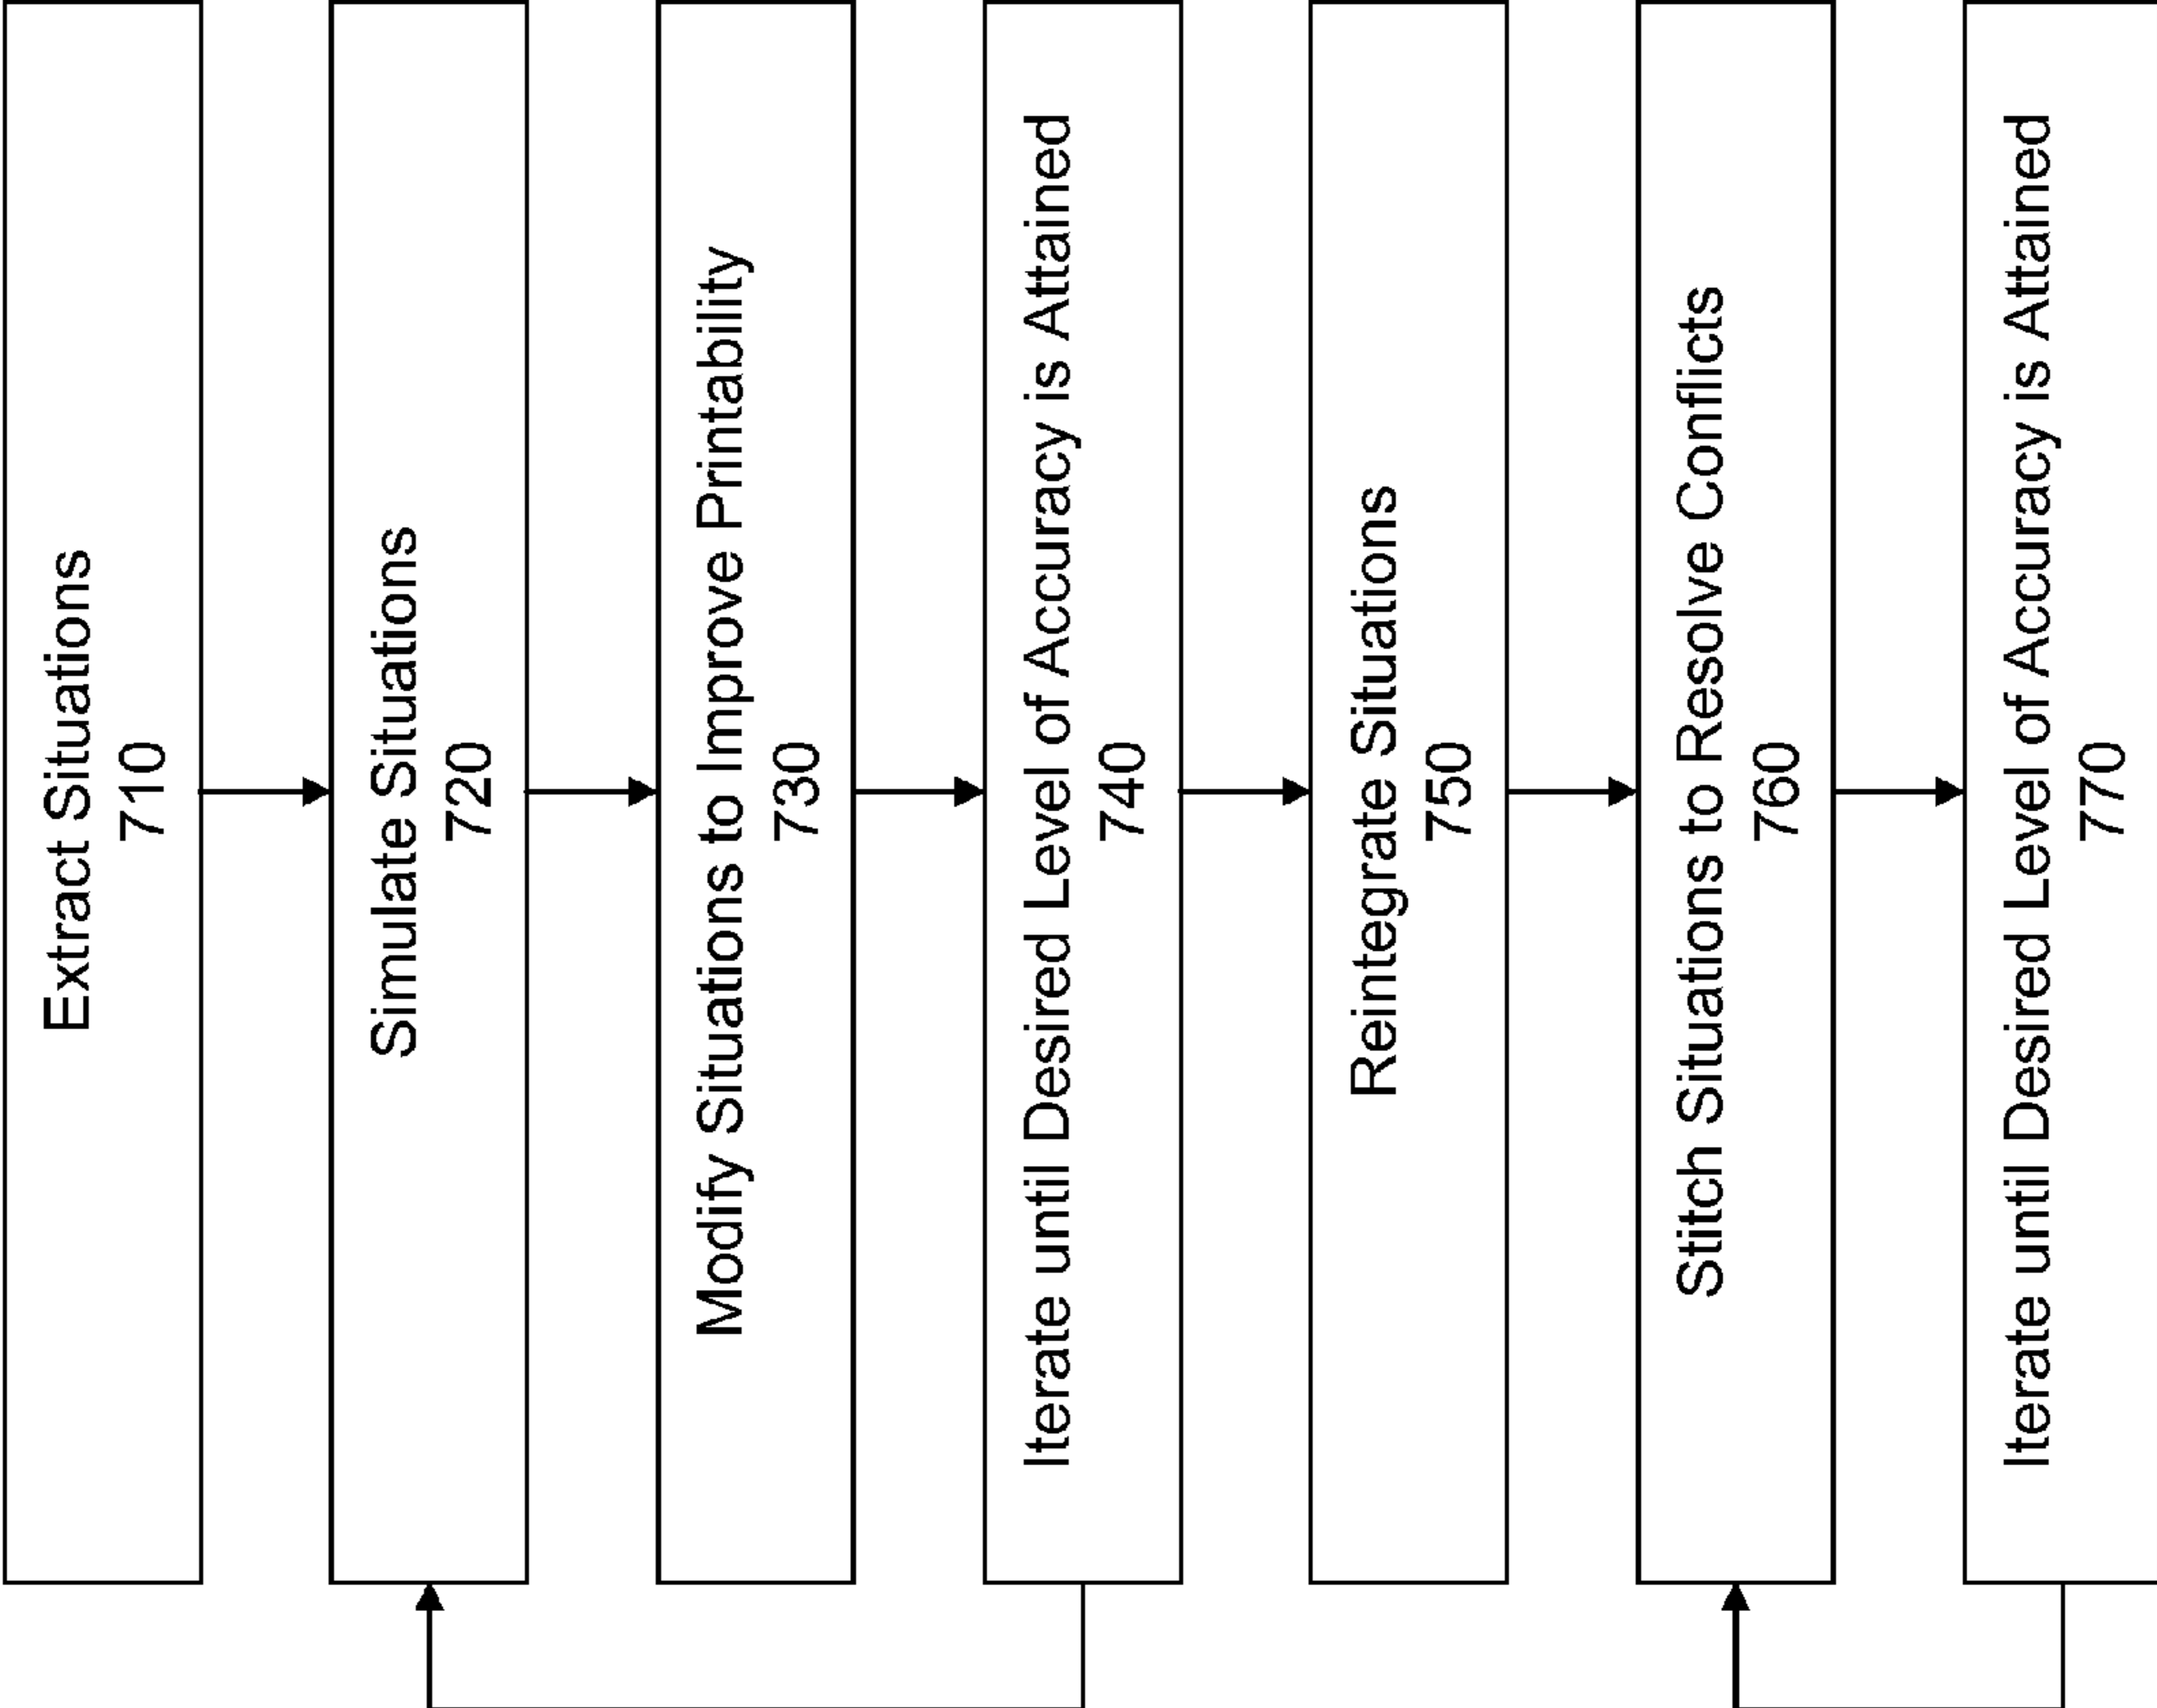 Extract Situations
710
Simulate Situations
720
Modify Situations to Improve Printability
730
Iterate until Desired Level of Accuracy is Attained
740
Reintegrate Situations
750
Stitch Situations to Resolve Conflicts
760
Iterate until Desired Level of Accuracy is Attained
770